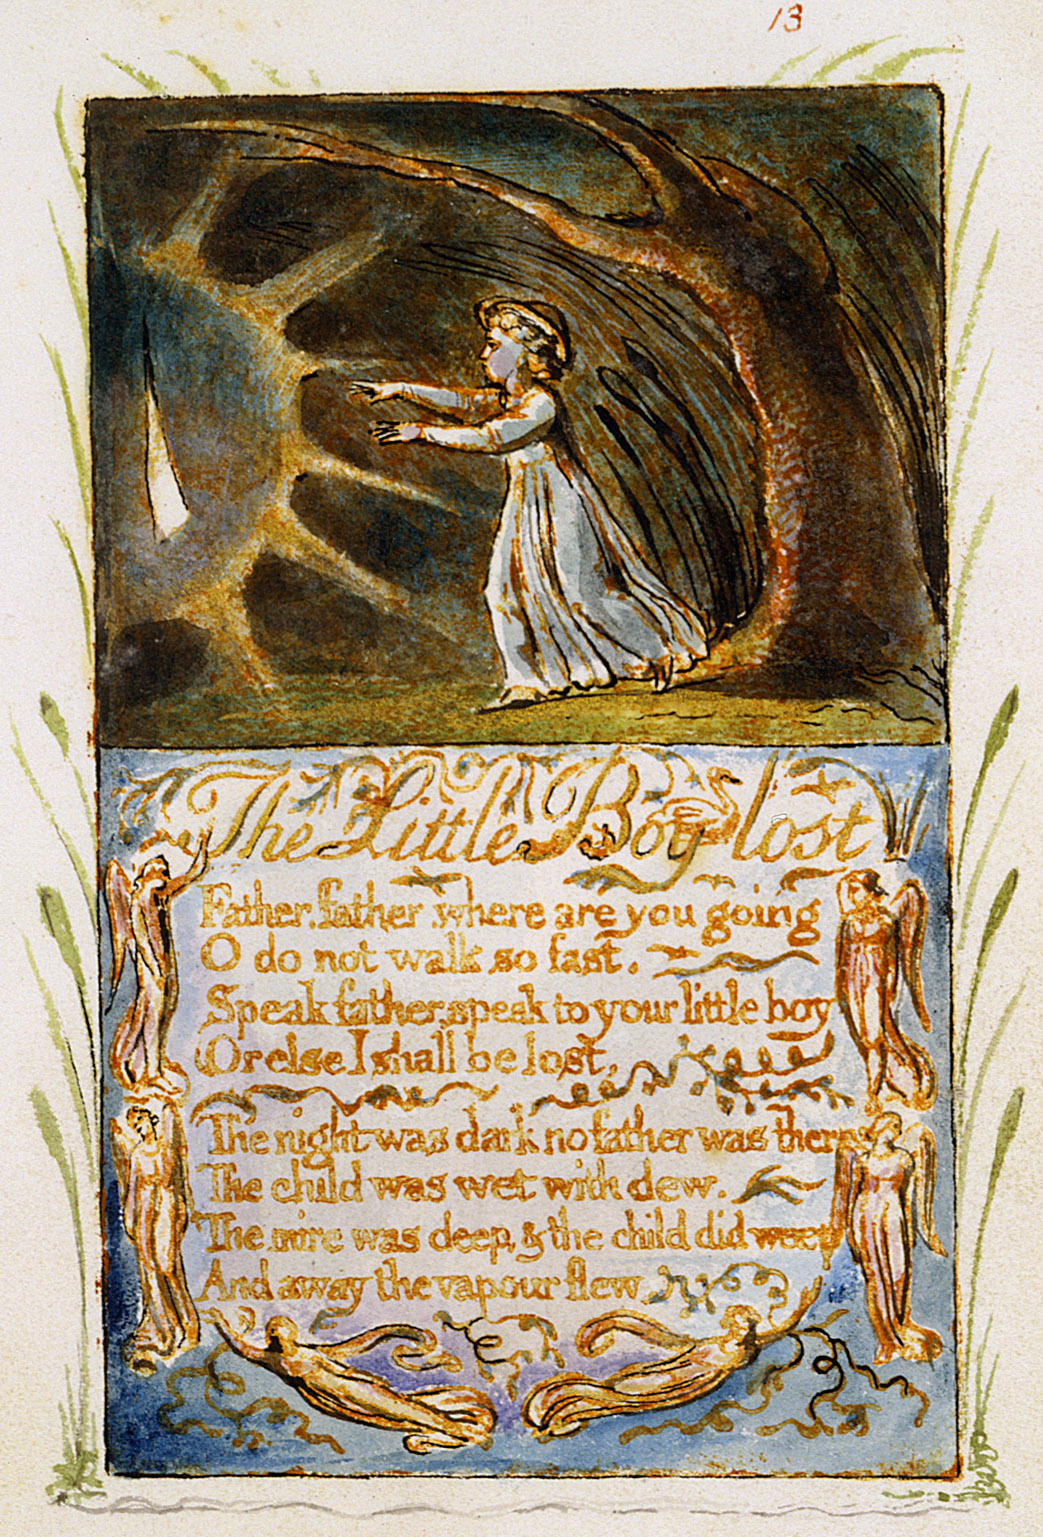 13
The Little Boy lost
Father, father, where are you going
O do not walk so fast.
Speak father, speak to your little boy
Or else I shall be lost,
The night was dark no father was there
The child was wet with dew.
The mire was deep, & the child did weep
And away the vapour flew.